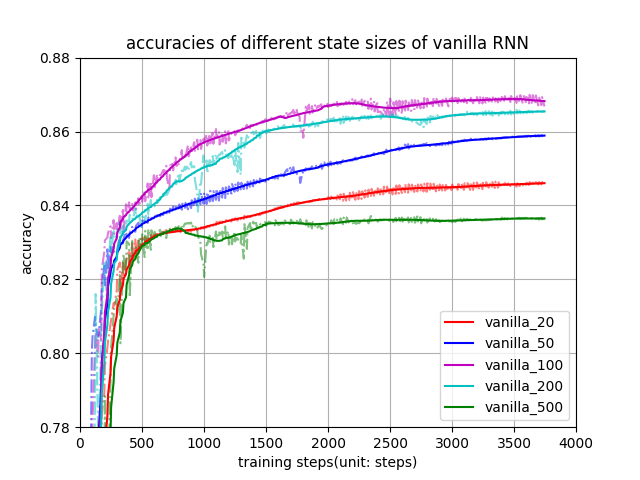 accuracies of different state sizes of vanilla RNN
0.88
0.86
0.84
0.82
0.80
0.78
accuracy
0
500
1000
1500
2000
2500
3000
3500
4000
training steps(unit: steps)
vanilla_20
vanilla_50
vanilla_100
vanilla_200
vanilla_500